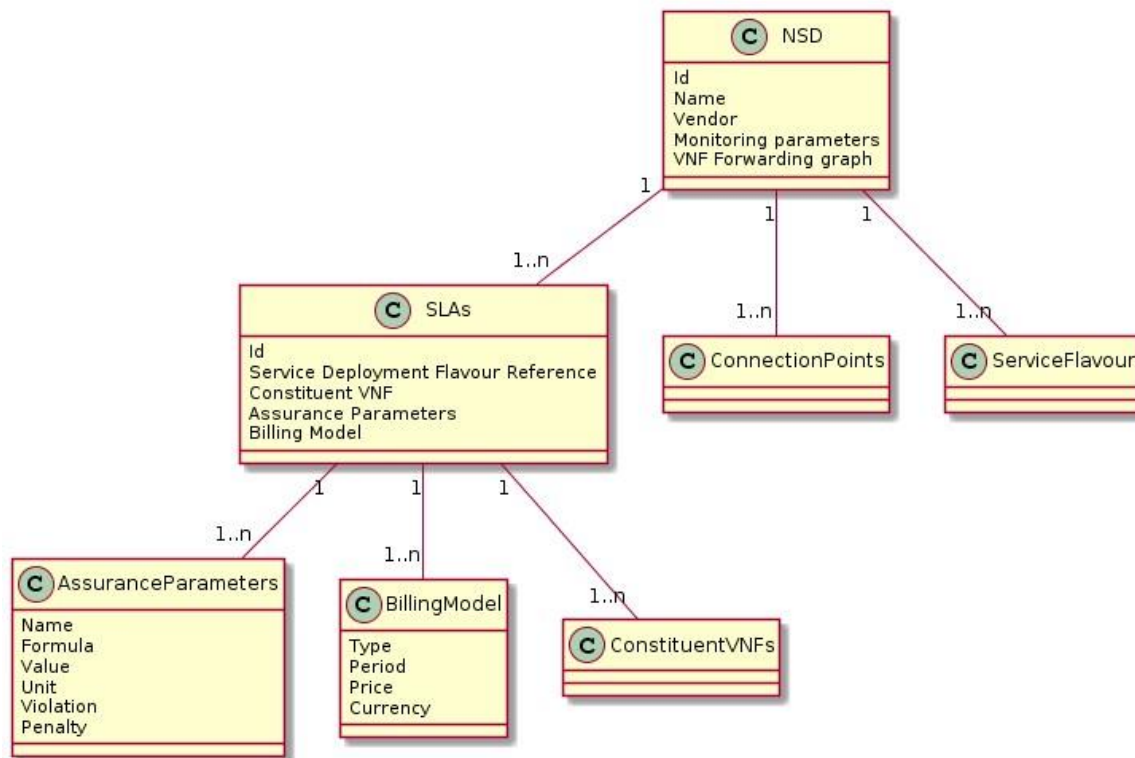 C NSD
Id
Name
Vendor
Monitoring parameters
VNF Forwarding graph
1
1
1
1..n
1..n
1..n
C SLAs
Id
Service Deployment Flavour Reference
Constituent VNF
Assurance Parameters
Billing Model
C ConnectionPoints
C ServiceFlavour
1
1
1
1..n
1..n
1..n
C AssuranceParameters
Name
Formula
Value
Unit
Violation
Penalty
C BillingModel
Type
Period
Price
Currency
C ConstituentVNFs